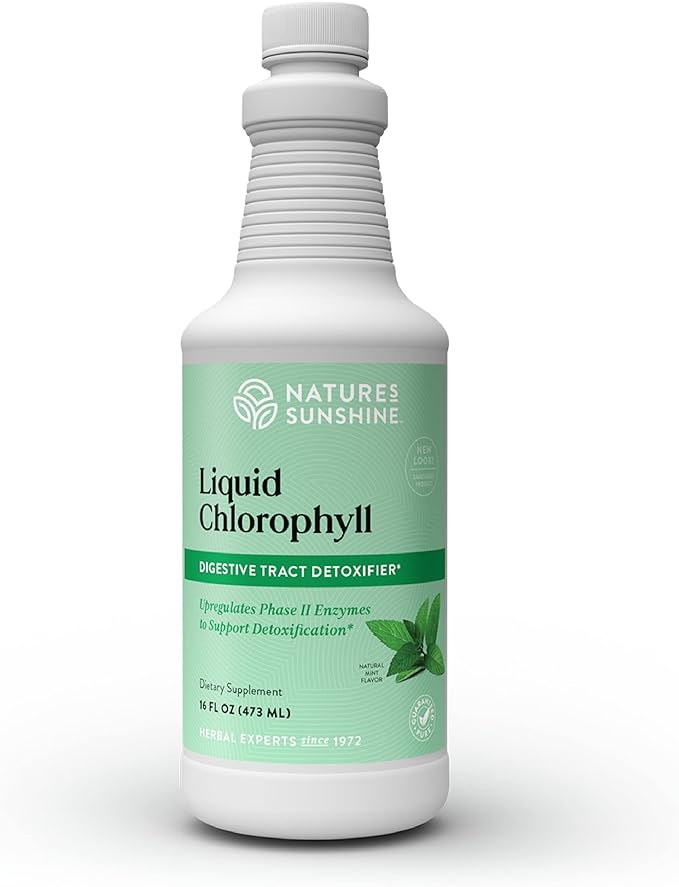 NATURES
SUNSHINE™
NEW
LOOK!
Liquid
Chlorophyll
DIGESTIVE TRACT DETOXIFIER*
Upregulates Phase II Enzymes
to Support Detoxification*
NATURAL
MINT
FLAVOR
Dietary Supplement
16 FL OZ (473 ML)
HERBAL EXPERTS since 1972